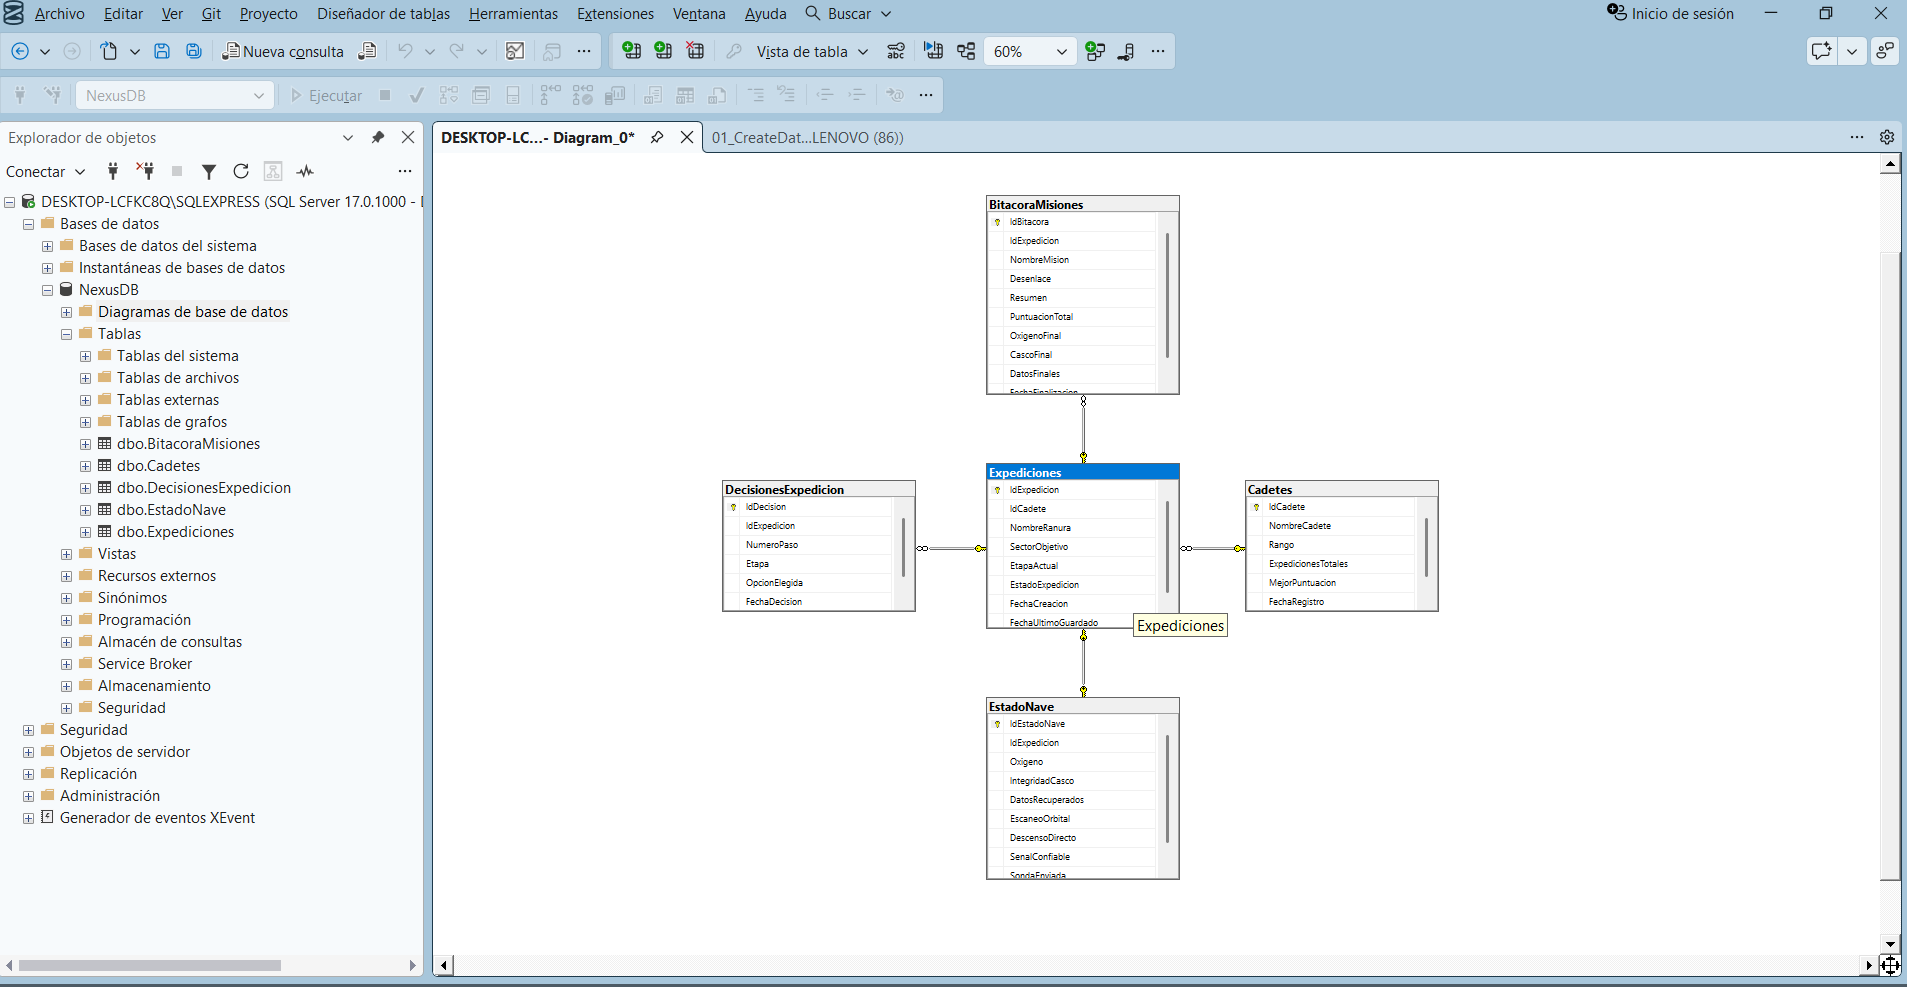 Archivo Editar Ver Git Proyecto Diseñador de tablas Herramientas Extensiones Ventana Ayuda Buscar Inicio de sesión
Nueva consulta Vista de tabla 60%
NexusDB Ejecutar
Explorador de objetos
DESKTOP-LC...- Diagram_0* 01_CreateDat...LENOVO (86))
Conectar
DESKTOP-LCFKC8Q\SQLEXPRESS (SQL Server 17.0.1000 -
Bases de datos
Bases de datos del sistema
Instantáneas de bases de datos
NexusDB
Diagramas de base de datos
Tablas
Tablas del sistema
Tablas de archivos
Tablas externas
Tablas de grafos
dbo.BitacoraMisiones
dbo.Cadetes
dbo.DecisionesExpedicion
dbo.EstadoNave
dbo.Expediciones
Vistas
Recursos externos
Sinónimos
Programación
Almacén de consultas
Service Broker
Almacenamiento
Seguridad
Seguridad
Objetos de servidor
Replicación
Administración
Generador de eventos XEvent
BitacoraMisiones
IdBitacora
IdExpedicion
NombreMision
Desenlace
Resumen
PuntuacionTotal
OxigenoFinal
CascoFinal
DatosFinales
FechaFinalizacion
DecisionesExpedicion
IdDecision
IdExpedicion
NumeroPaso
Etapa
OpcionElegida
FechaDecision
Expediciones
IdExpedicion
IdCadete
NombreRanura
SectorObjetivo
EtapaActual
EstadoExpedicion
FechaCreacion
FechaUltimoGuardado
Expediciones
Cadetes
IdCadete
NombreCadete
Rango
ExpedicionesTotales
MejorPuntuacion
FechaRegistro
EstadoNave
IdEstadoNave
IdExpedicion
Oxigeno
IntegridadCasco
DatosRecuperados
EscaneoOrbital
DescensoDirecto
SenalConfiable
SondaEnviada